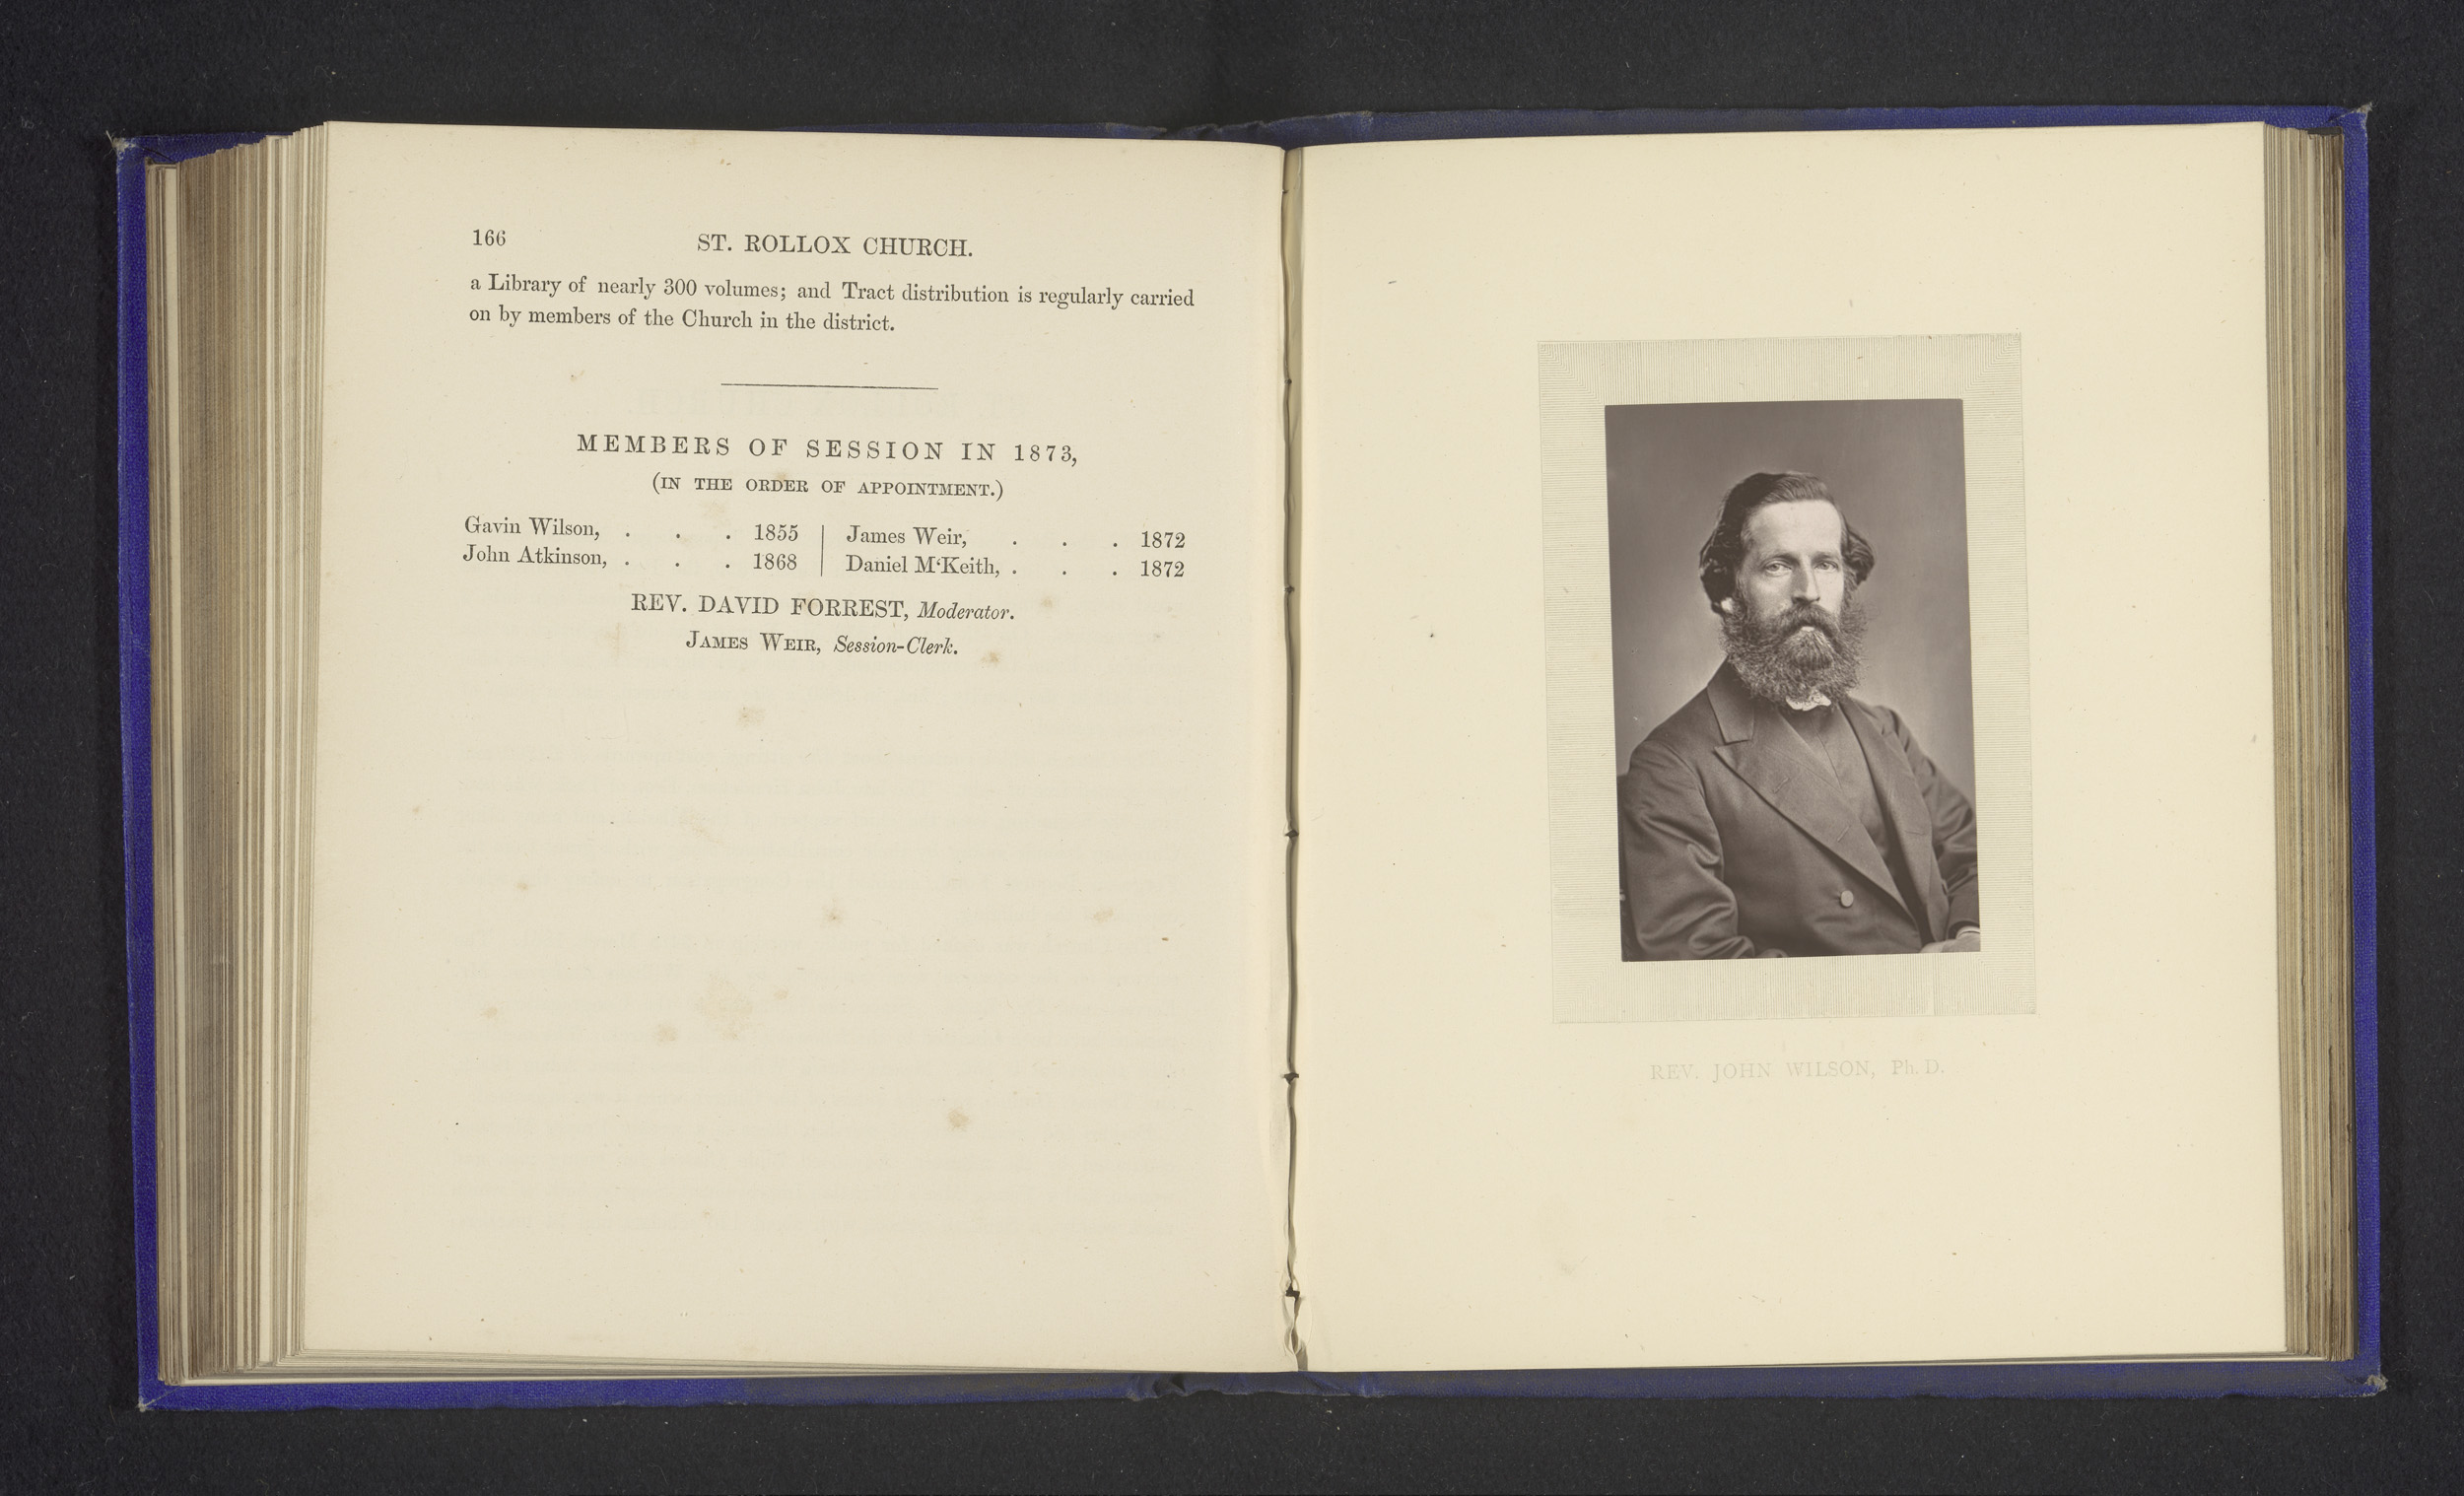 166
ST. ROLLOX CHURCH.
a Library of nearly 300 volumes; and Tract distribution is regularly carried
on by members of the Church in the district.
MEMBERS OF SESSION IN 1873,
(IN THE ORDER OF APPOINTMENT.)
Gavin Wilson, . . . 1855
John Atkinson, . . . 1868
James Weir, . . . 1872
Daniel M‘Keith, . . . 1872
REV. DAVID FORREST, Moderator.
JAMES WEIR, Session-Clerk.
REV. JOHN WILSON, Ph. D.